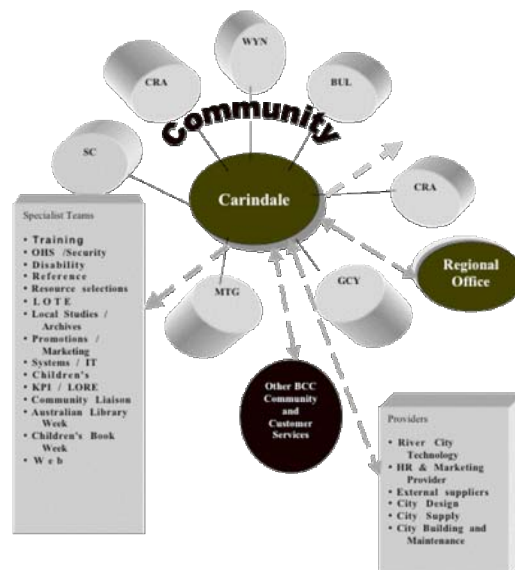 WYN
CRA
BUL
Community
SC
Carindale
CRA
Specialist Teams
• Training
• OHS /Security
• Disability
• Reference
• Resource selections
• L O T E
• Local Studies /
Archives
• Promotions /
Marketing
• Systems / IT
• Children's
• KPI / LORE
• Community Liaison
• Australian Library
Week
• Children's Book
Week
• W e b
Regional
Office
MTG
GCY
Other BCC
Community
and
Customer
Services
Providers
• River City
Technology
• HR & Marketing
Provider
• External suppliers
• City Design
• City Supply
• City Building and
Maintenance